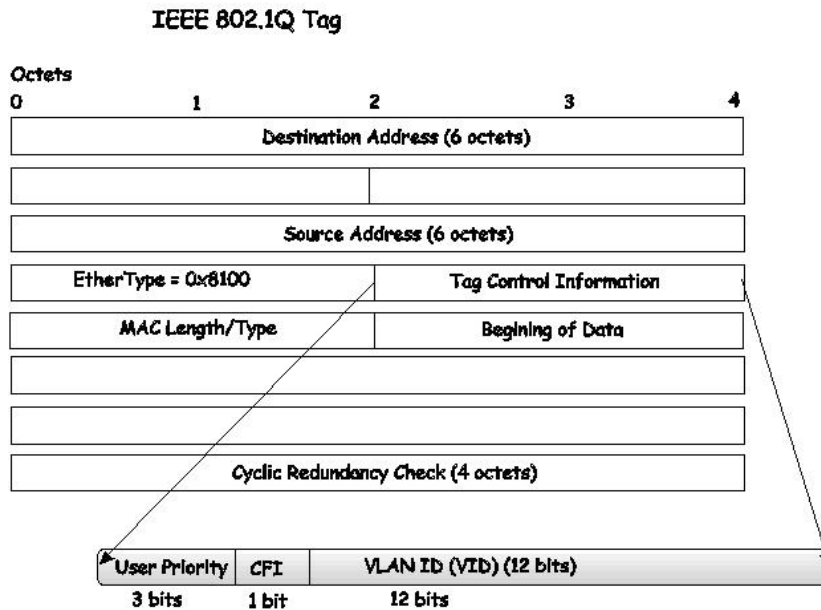 IEEE 802.1Q Tag
Octets
0 1 2 3 4
Destination Address (6 octets)
Source Address (6 octets)
EtherType = 0x8100 Tag Control Information
MAC Length/Type Begining of Data
Cyclic Redundancy Check (4 octets)
User Priority CFI VLAN ID (VID) (12 bits)
3 bits 1 bit 12 bits